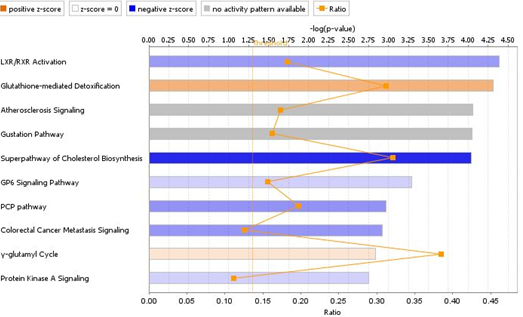 positive z-score
z-score = 0
negative z-score
no activity pattern available
Ratio
-log(p-value)
0.00 0.25 0.50 0.75 1.00 1.25 1.50 1.75 2.00 2.25 2.50 2.75 3.00 3.25 3.50 3.75 4.00 4.25 4.50
Threshold
LXR/RXR Activation
Glutathione-mediated Detoxification
Atherosclerosis Signaling
Gustation Pathway
Superpathway of Cholesterol Biosynthesis
GP6 Signaling Pathway
PCP pathway
Colorectal Cancer Metastasis Signaling
γ-glutamyl Cycle
Protein Kinase A Signaling
0.00 0.05 0.10 0.15 0.20 0.25 0.30 0.35 0.40 0.45
Ratio